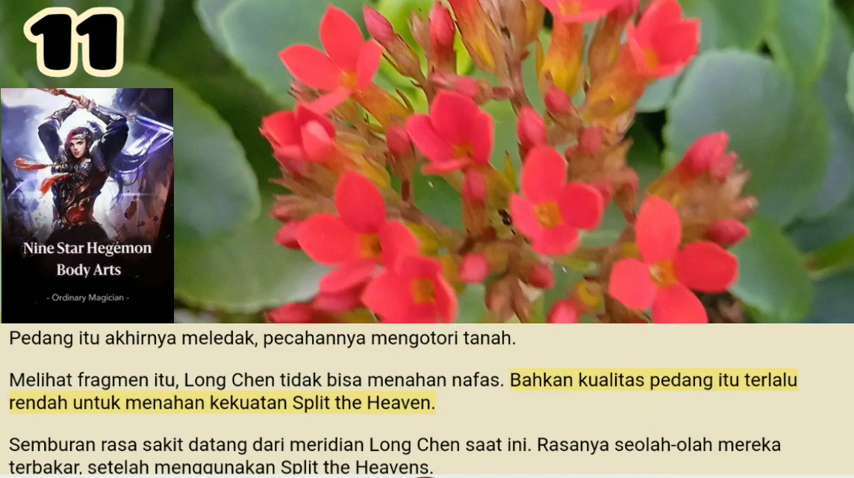 11
Nine Star Hegemon
Body Arts
- Ordinary Magician -
Pedang itu akhirnya meledak, pecahannya mengotori tanah.
Melihat fragmen itu, Long Chen tidak bisa menahan nafas. Bahkan kualitas pedang itu terlalu
rendah untuk menahan kekuatan Split the Heaven.
Semburan rasa sakit datang dari meridian Long Chen saat ini. Rasanya seolah-olah mereka
terbakar, setelah menggunakan Split the Heavens.